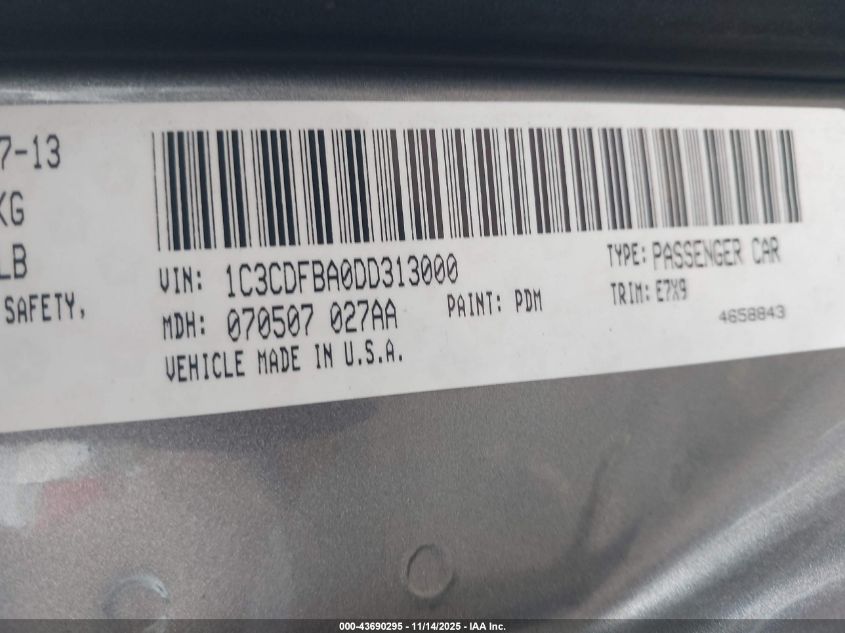 7-13
KG
LB
SAFETY,
VIN: 1C3CDFBA0DD313000
TYPE: PASSENGER CAR
MDH: 070507 027AA
PAINT: PDM
TRIM: E7X9
4658843
VEHICLE MADE IN U.S.A.
000-43690295 - 11/14/2025 - IAA Inc.